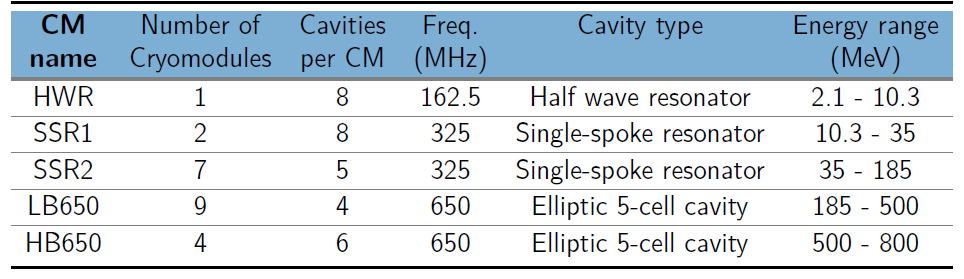 CM name Number of Cryomodules Cavities per CM Freq. (MHz) Cavity type Energy range (MeV)
HWR 1 8 162.5 Half wave resonator 2.1 - 10.3
SSR1 2 8 325 Single-spoke resonator 10.3 - 35
SSR2 7 5 325 Single-spoke resonator 35 - 185
LB650 9 4 650 Elliptic 5-cell cavity 185 - 500
HB650 4 6 650 Elliptic 5-cell cavity 500 - 800